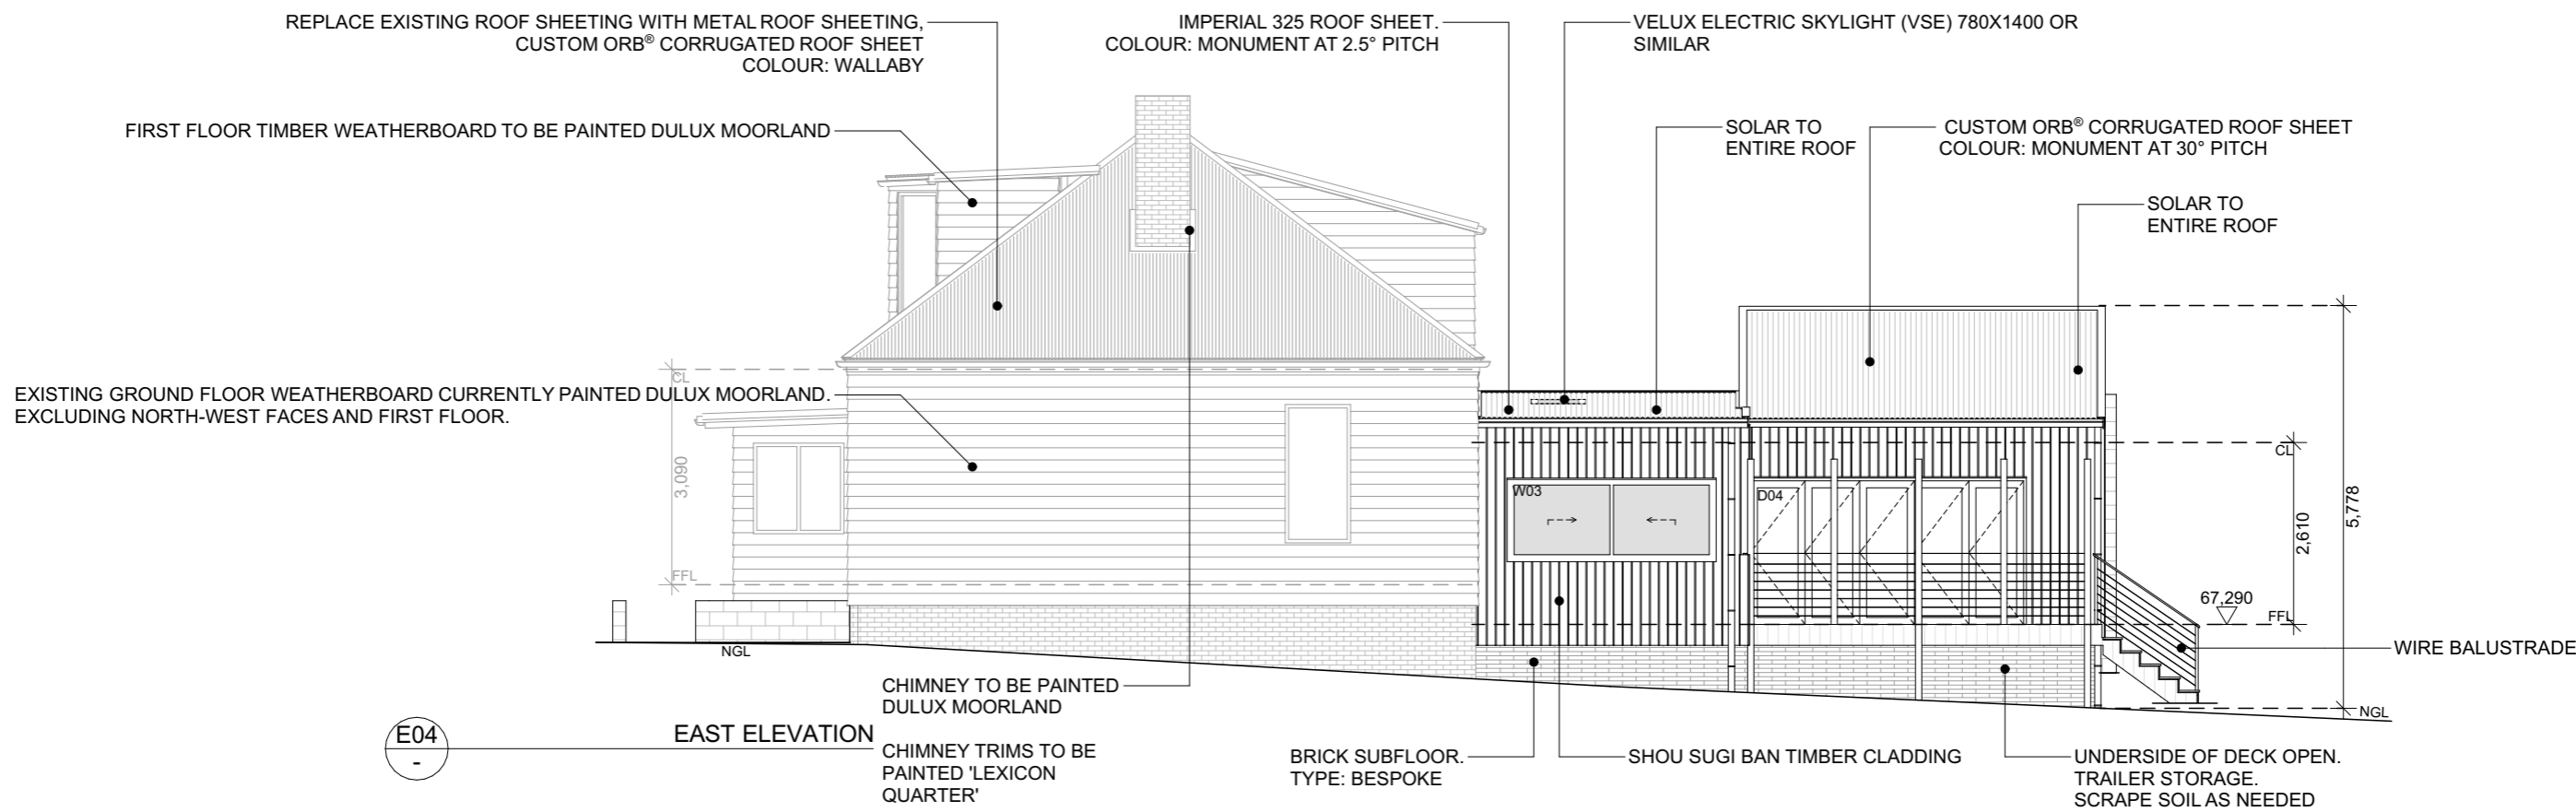 REPLACE EXISTING ROOF SHEETING WITH METAL ROOF SHEETING,
CUSTOM ORB® CORRUGATED ROOF SHEET
COLOUR: WALLABY
IMPERIAL 325 ROOF SHEET.
COLOUR: MONUMENT AT 2.5° PITCH
VELUX ELECTRIC SKYLIGHT (VSE) 780X1400 OR
SIMILAR
FIRST FLOOR TIMBER WEATHERBOARD TO BE PAINTED DULUX MOORLAND
SOLAR TO
ENTIRE ROOF
CUSTOM ORB® CORRUGATED ROOF SHEET
COLOUR: MONUMENT AT 30° PITCH
SOLAR TO
ENTIRE ROOF
CL
EXISTING GROUND FLOOR WEATHERBOARD CURRENTLY PAINTED DULUX MOORLAND.
EXCLUDING NORTH-WEST FACES AND FIRST FLOOR.
3,090
FFL
CL
W03
D04
2,610
5,778
67,290
FFL
WIRE BALUSTRADE
NGL
NGL
CHIMNEY TO BE PAINTED
DULUX MOORLAND
E04
-
EAST ELEVATION
CHIMNEY TRIMS TO BE
PAINTED 'LEXICON
QUARTER'
BRICK SUBFLOOR.
TYPE: BESPOKE
SHOU SUGI BAN TIMBER CLADDING
UNDERSIDE OF DECK OPEN.
TRAILER STORAGE.
SCRAPE SOIL AS NEEDED